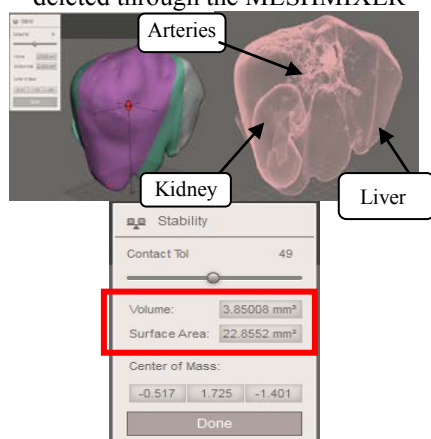 deleted through the MESHMIXER
Arteries
Kidney
Liver
Stability
Contact Tol 49
Volume: 3.85008 mm³
Surface Area: 22.8552 mm²
Center of Mass:
-0.517 1.725 -1.401
Done